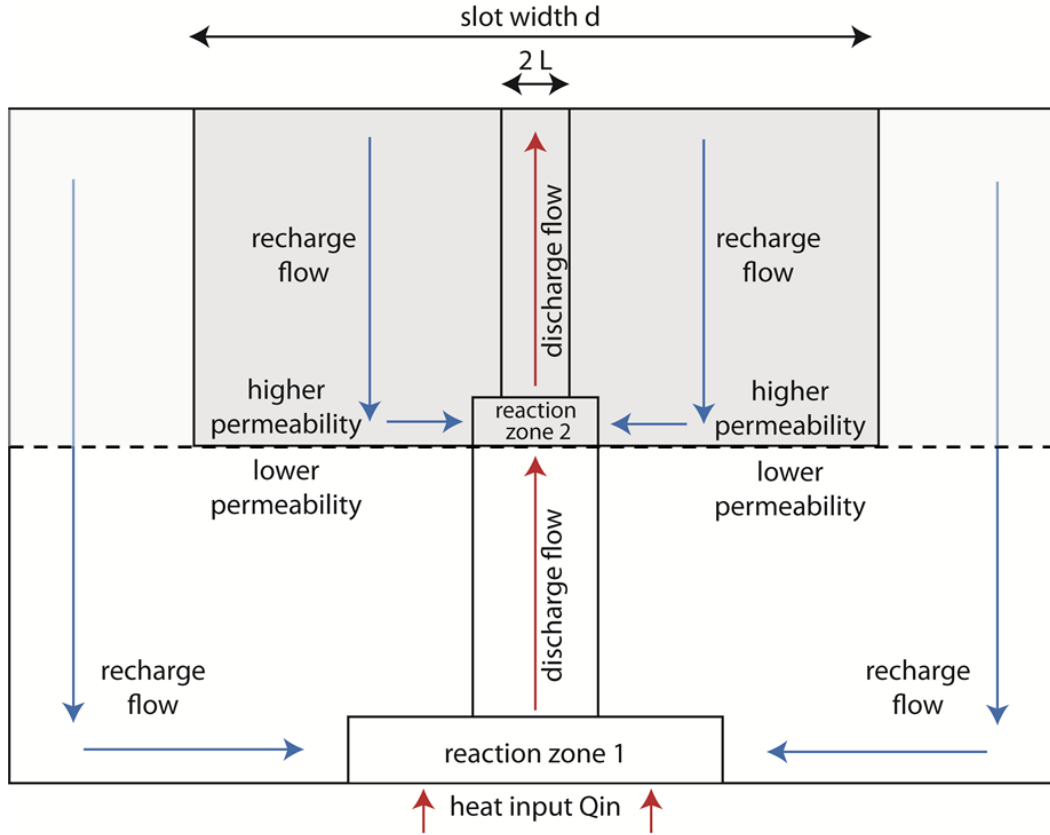 slot width d
2 L
recharge
flow
discharge flow
recharge
flow
higher
permeability
reaction
zone 2
higher
permeability
lower
permeability
lower
permeability
discharge flow
recharge
flow
recharge
flow
reaction zone 1
heat input Qin